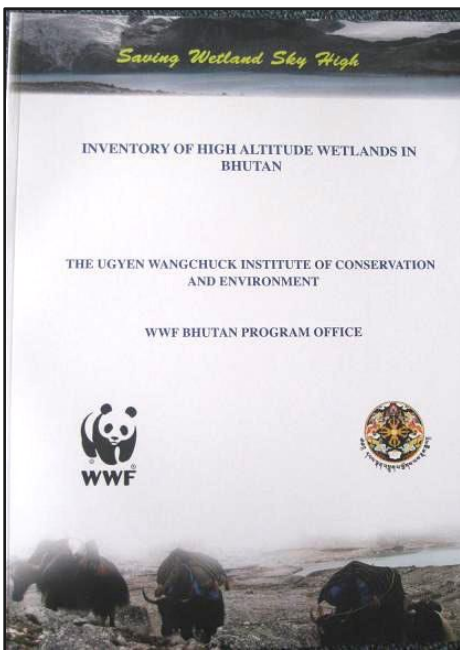 Saving Wetland Sky High
INVENTORY OF HIGH ALTITUDE WETLANDS IN
BHUTAN
THE UGYEN WANGCHUCK INSTITUTE OF CONSERVATION
AND ENVIRONMENT
WWF BHUTAN PROGRAM OFFICE
WWF